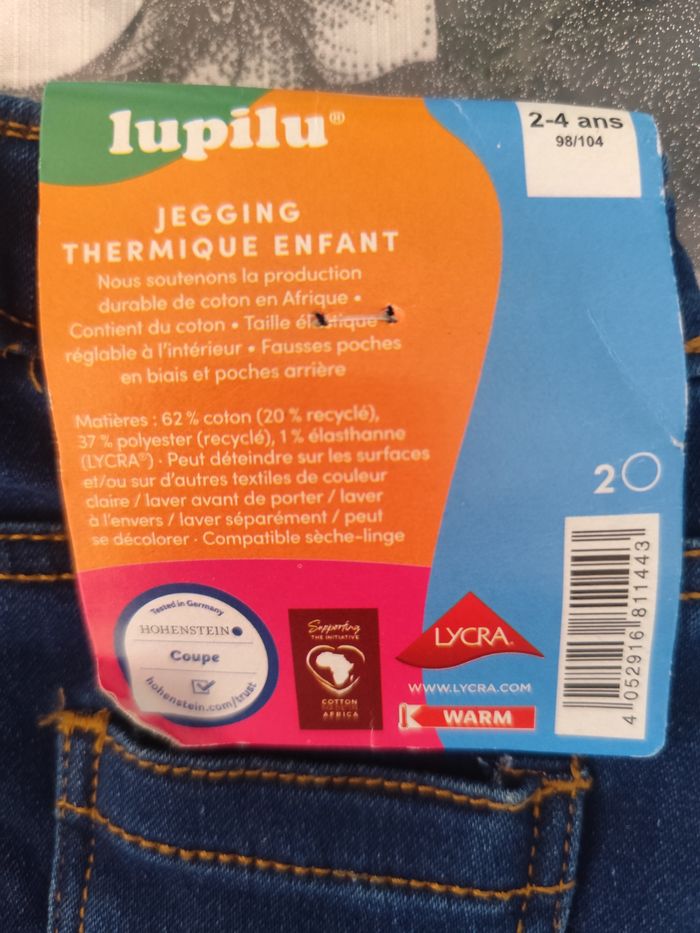 lupilu®
2-4 ans
98/104
JEGGING
THERMIQUE ENFANT
Nous soutenons la production
durable de coton en Afrique •
Contient du coton • Taille élastique
réglable à l'intérieur • Fausses poches
en biais et poches arrière
Matières : 62 % coton (20 % recyclé),
37 % polyester (recyclé), 1 % élasthanne
(LYCRA®) · Peut déteindre sur les surfaces
et/ou sur d'autres textiles de couleur
claire / laver avant de porter / laver
à l'envers / laver séparément / peut
se décolorer · Compatible sèche-linge
2
Tested in Germany
HOHENSTEIN
Coupe
hohenstein.com/trust
Supporting
THE INITIATIVE
COTTON
MADE IN
AFRICA
LYCRA®
WWW.LYCRA.COM
WARM
4 052916 811443